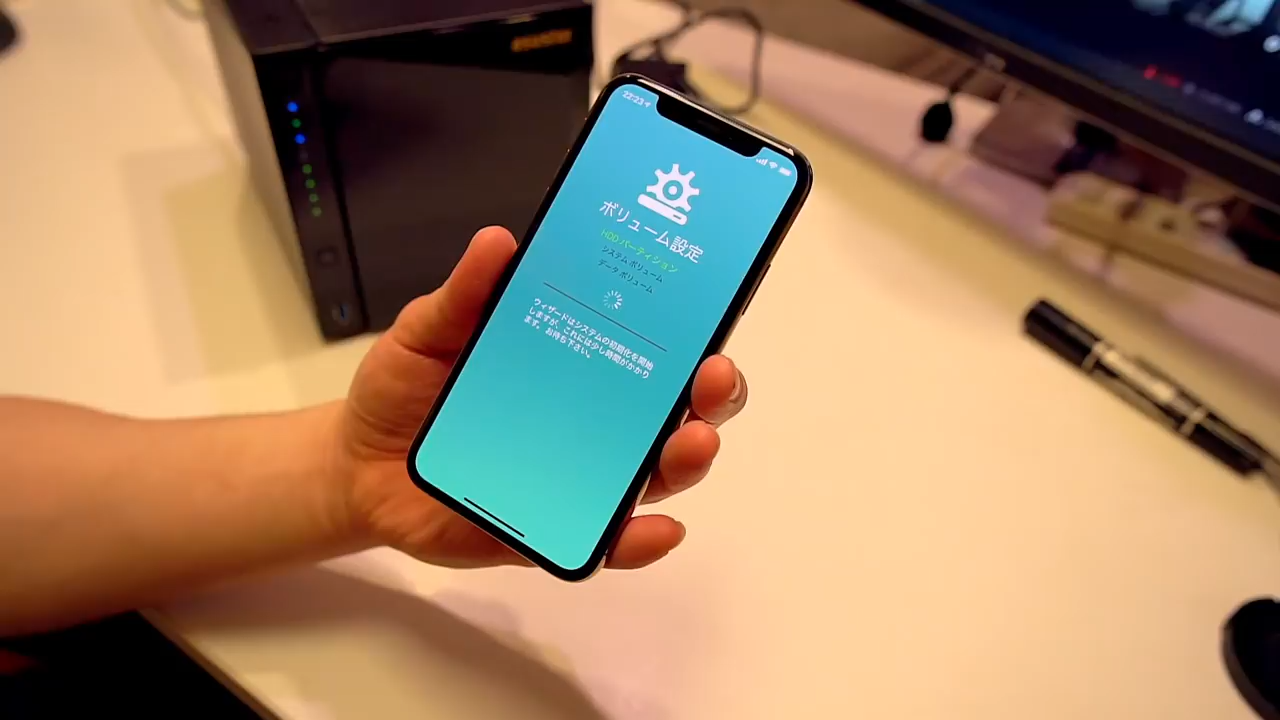 22:23
ボリューム設定
HDD パーティション
システム ボリューム
データ ボリューム
ウィザードはシステムの初期化を開始
しますが、これには少し時間がかかり
ます。お待ち下さい。